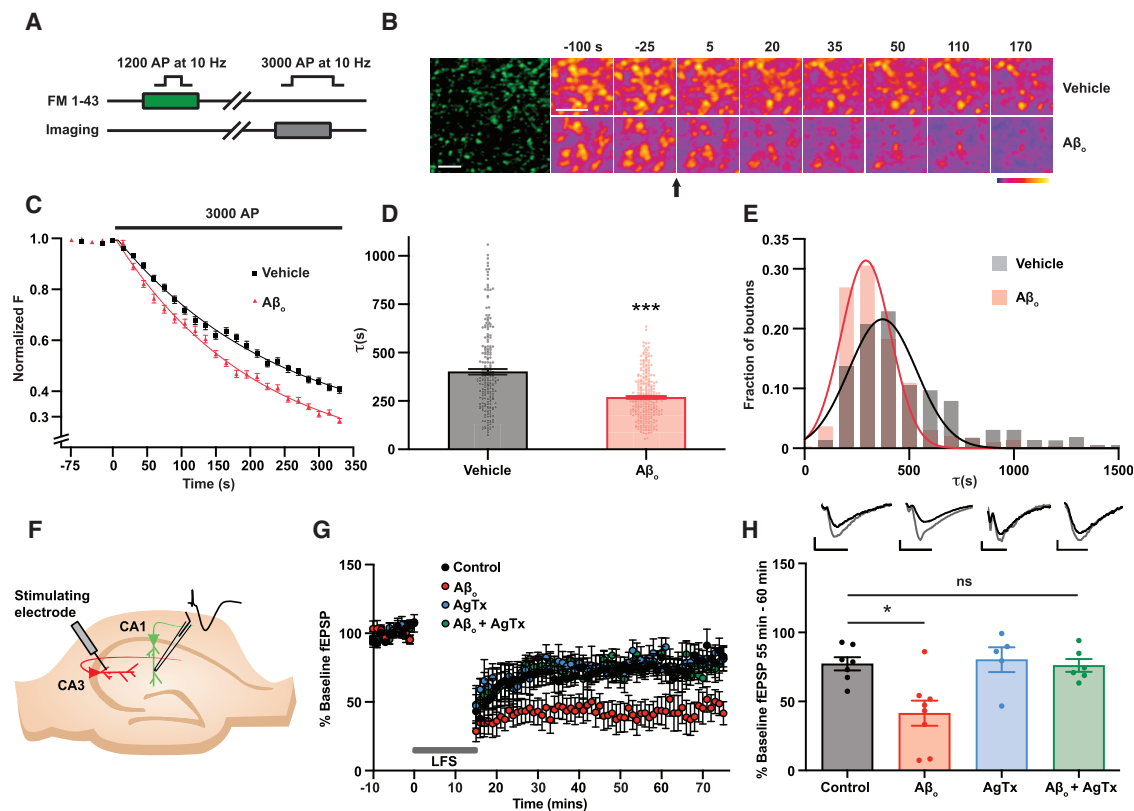 A
1200 AP at 10 Hz
3000 AP at 10 Hz
FM 1-43
Imaging
B
-100 s -25 5 20 35 50 110 170
Vehicle
Aβo
C
3000 AP
Normalized F
1.0
0.8
0.6
0.4
0.3
Vehicle
Aβo
-75 0 50 100 150 200 250 300 350
Time (s)
D
τ(s)
1000
500
250
0
***
Vehicle Aβo
E
Fraction of boutons
0.35
0.30
0.20
0.10
0
Vehicle
Aβo
0 500 1000 1500
τ(s)
F
Stimulating
electrode
CA1
CA3
G
% Baseline fEPSP
150
100
50
0
Control
Aβo
AgTx
Aβo + AgTx
LFS
-10 0 10 20 30 40 50 60 70
Time (mins)
H
% Baseline fEPSP 55 min - 60 min
150
100
50
0
ns
*
Control Aβo AgTx Aβo + AgTx